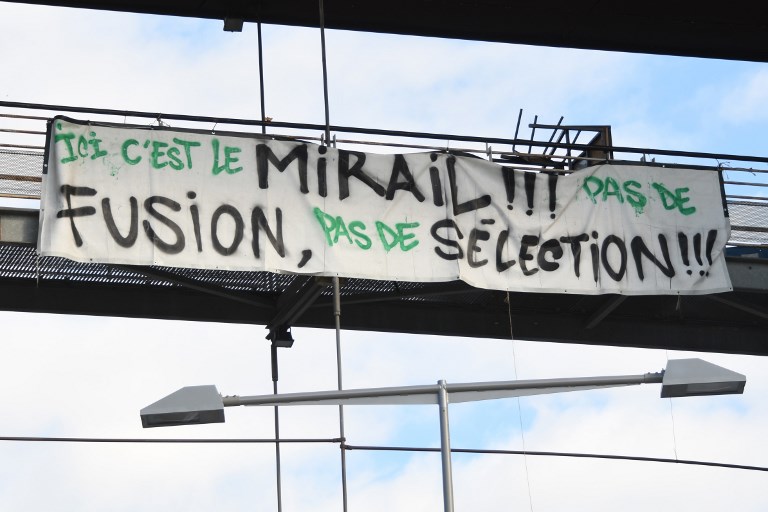 ici C'EST LE MiRAiL!!! PAS DE
FUSiON, PAS DE SÉLECTiON!!!